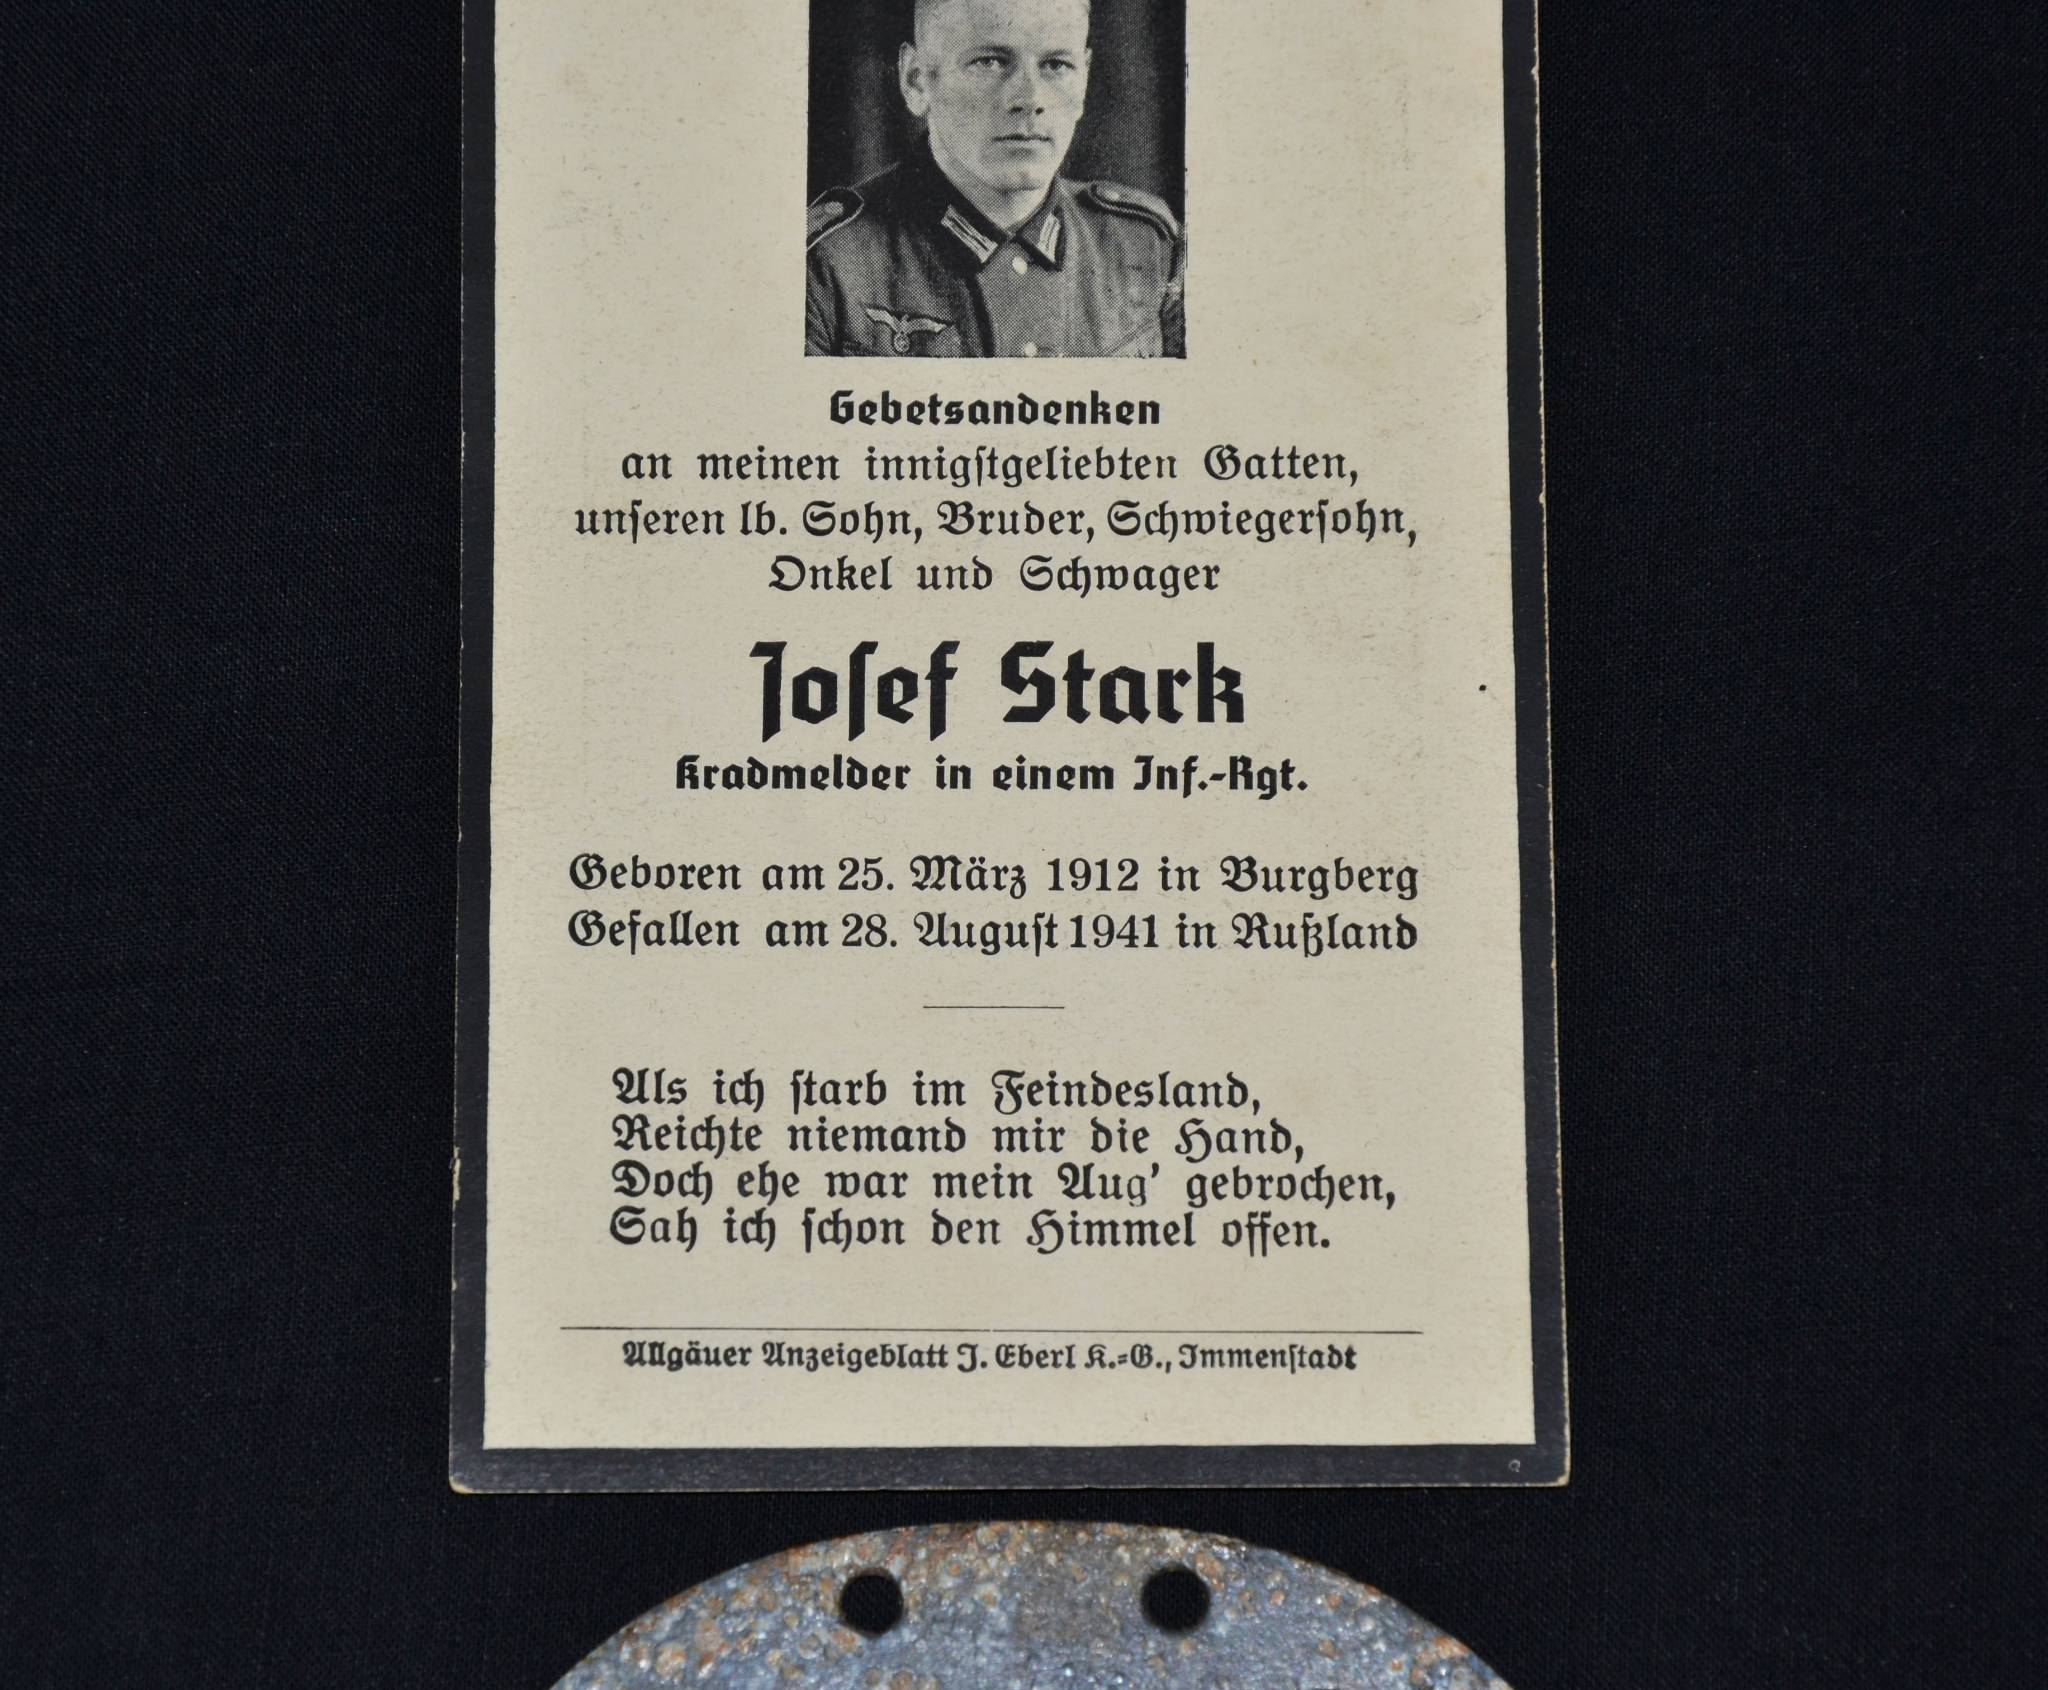 Gebetsandenken
an meinen innigſtgeliebten Gatten,
unſeren lb. Sohn, Bruder, Schwiegerſohn,
Onkel und Schwager
Joſef Stark
Kradmelder in einem Inf.-Rgt.
Geboren am 25. März 1912 in Burgberg
Gefallen am 28. Auguſt 1941 in Rußland
Als ich ſtarb im Feindesland,
Reichte niemand mir die Hand,
Doch ehe war mein Aug' gebrochen,
Sah ich ſchon den Himmel offen.
Allgäuer Anzeigeblatt J. Eberl K.=G., Immenſtadt